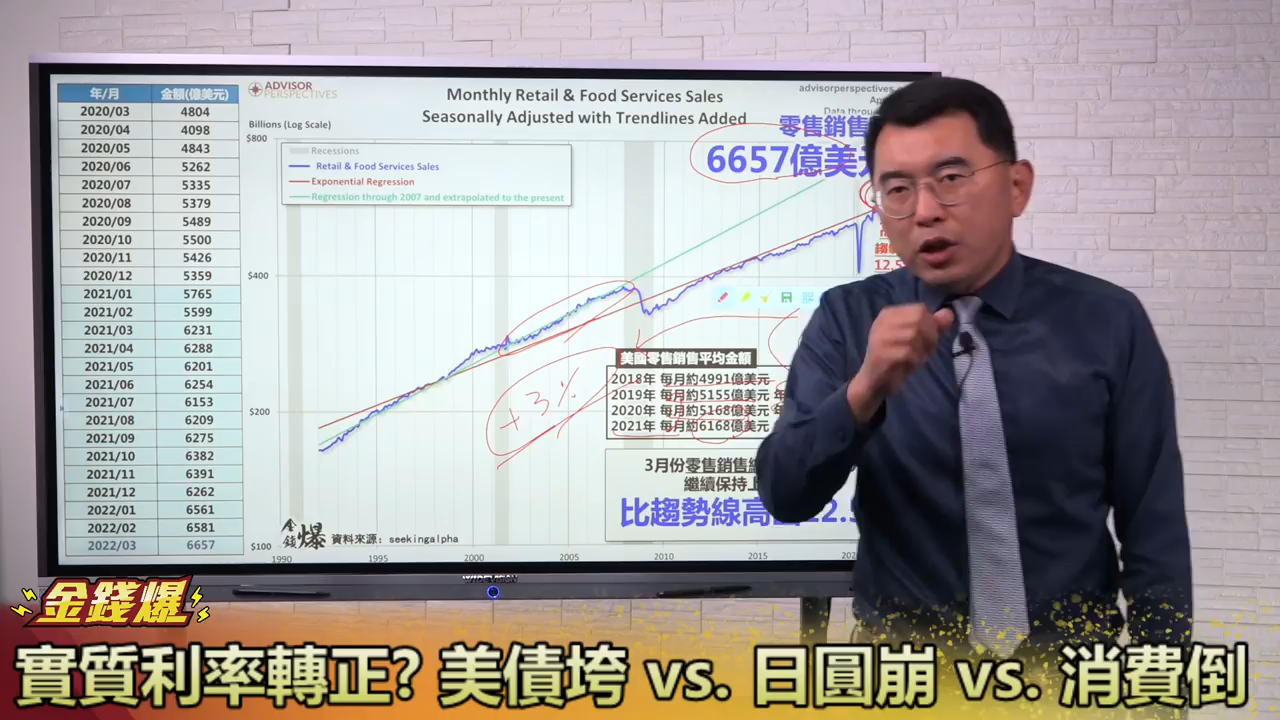 年/月 金額(億美元)
2020/03 4804
2020/04 4098
2020/05 4843
2020/06 5262
2020/07 5335
2020/08 5379
2020/09 5489
2020/10 5500
2020/11 5426
2020/12 5359
2021/01 5765
2021/02 5599
2021/03 6231
2021/04 6288
2021/05 6201
2021/06 6254
2021/07 6153
2021/08 6209
2021/09 6275
2021/10 6382
2021/11 6391
2021/12 6262
2022/01 6561
2022/02 6581
2022/03 6657
ADVISOR
PERSPECTIVES
Monthly Retail & Food Services Sales
Seasonally Adjusted with Trendlines Added
advisorperspectives.
Data throu
Billions (Log Scale)
$800
$400
$200
$100
Recessions
Retail & Food Services Sales
Exponential Regression
Regression through 2007 and extrapolated to the present
零售銷售
6657億美
12.5
+3%
美國零售銷售平均金額
2018年 每月約4991億美元
2019年 每月約5155億美元 年
2020年 每月約5168億美元 年
2021年 每月約6168億美元
3月份零售銷售
繼續保持上
比趨勢線高
金錢爆 資料來源：seekingalpha
1990 1995 2000 2005 2010 2015
金錢爆
實質利率轉正? 美債垮 vs. 日圓崩 vs. 消費倒